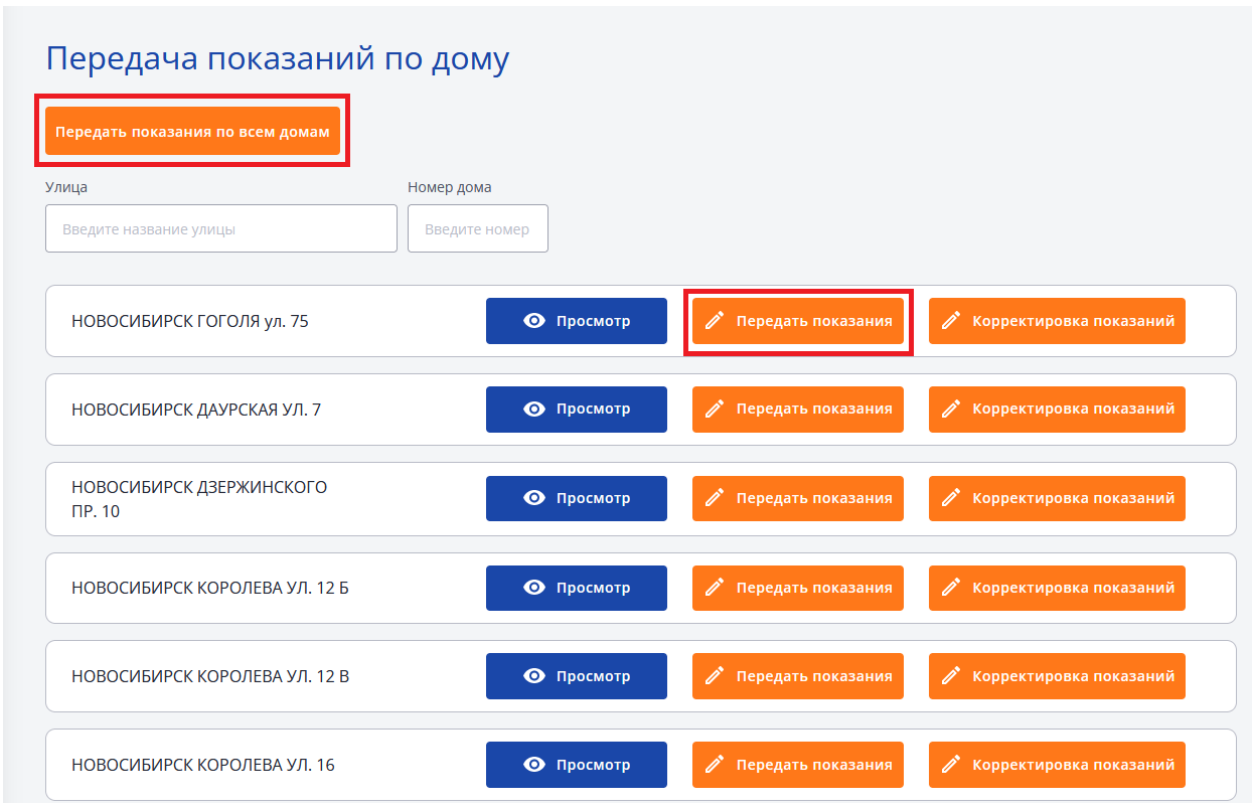 Передача показаний по дому
Передать показания по всем домам
Улица Номер дома
Введите название улицы Введите номер
НОВОСИБИРСК ГОГОЛЯ ул. 75 Просмотр Передать показания Корректировка показаний
НОВОСИБИРСК ДАУРСКАЯ УЛ. 7 Просмотр Передать показания Корректировка показаний
НОВОСИБИРСК ДЗЕРЖИНСКОГО
ПР. 10 Просмотр Передать показания Корректировка показаний
НОВОСИБИРСК КОРОЛЕВА УЛ. 12 Б Просмотр Передать показания Корректировка показаний
НОВОСИБИРСК КОРОЛЕВА УЛ. 12 В Просмотр Передать показания Корректировка показаний
НОВОСИБИРСК КОРОЛЕВА УЛ. 16 Просмотр Передать показания Корректировка показаний